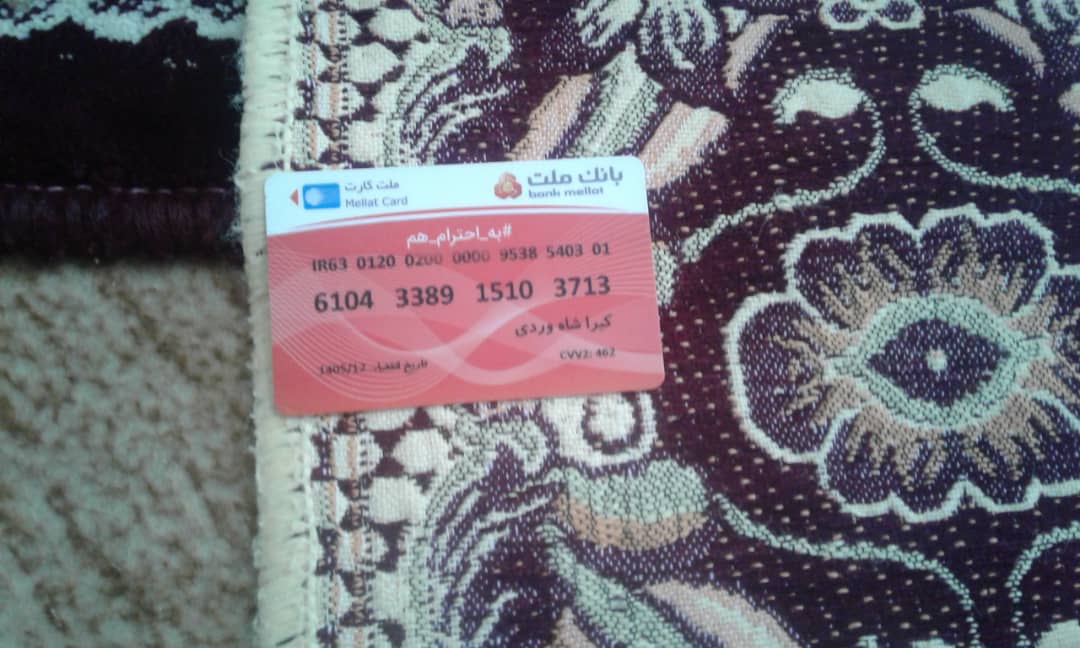 ملت کارت
Mellat Card
بانک ملت
bank mellat
#به_احترام_هم
IR63 0120 0200 0000 9538 5403 01
6104 3389 1510 3713
کبرا شاه وردی
CVV2: 462
تاریخ انقضاء: 1405/12